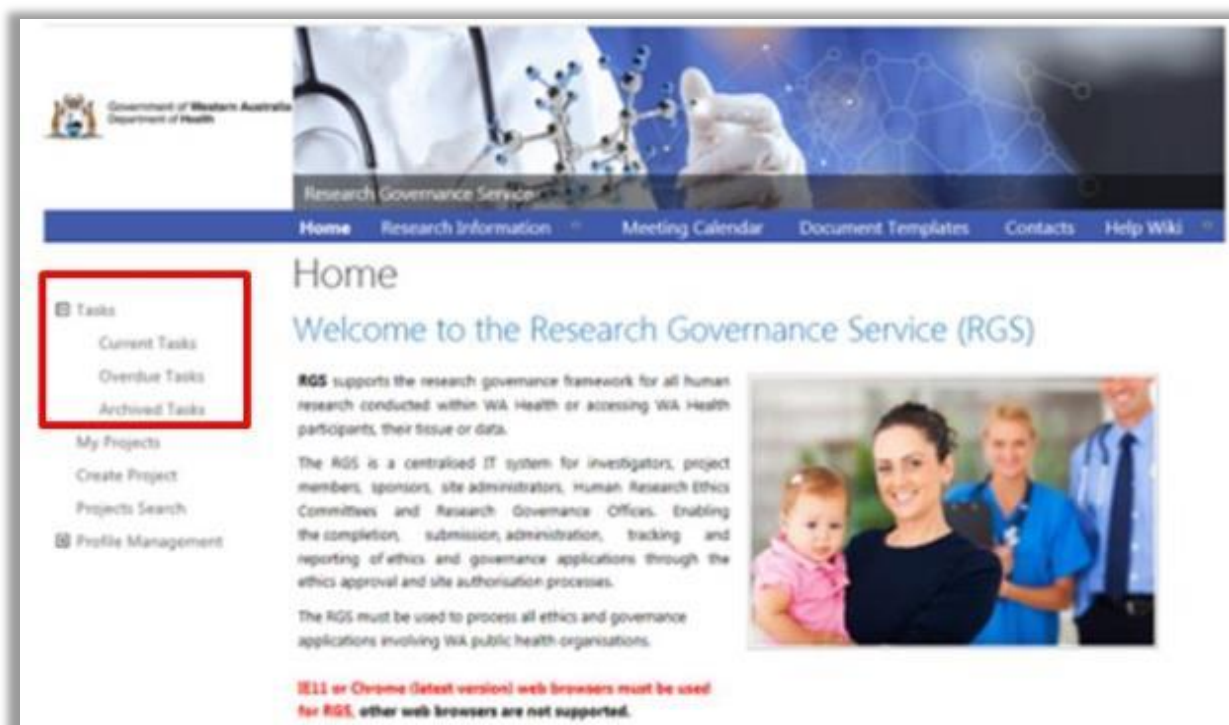 Government of Western Australia
Department of Health
Research Governance Service
Home Research Information Meeting Calendar Document Templates Contacts Help Wiki
Home
Tasks
Current Tasks
Overdue Tasks
Archived Tasks
My Projects
Create Project
Projects Search
Profile Management
Welcome to the Research Governance Service (RGS)
RGS supports the research governance framework for all human
research conducted within WA Health or accessing WA Health
participants, their tissue or data.
The RGS is a centralised IT system for investigators, project
members, sponsors, site administrators, Human Research Ethics
Committees and Research Governance Offices. Enabling
the completion, submission, administration, tracking and
reporting of ethics and governance applications through the
ethics approval and site authorisation processes.
The RGS must be used to process all ethics and governance
applications involving WA public health organisations.
IE11 or Chrome (latest version) web browsers must be used
for RGS, other web browsers are not supported.